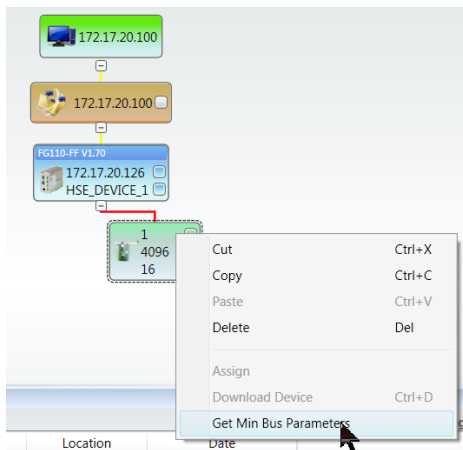 172.17.20.100
172.17.20.100
FG110-FF V1.70
172.17.20.126
HSE_DEVICE_1
1
4096
16
Cut Ctrl+X
Copy Ctrl+C
Paste Ctrl+V
Delete Del
Assign
Download Device Ctrl+D
Get Min Bus Parameters
Location Date